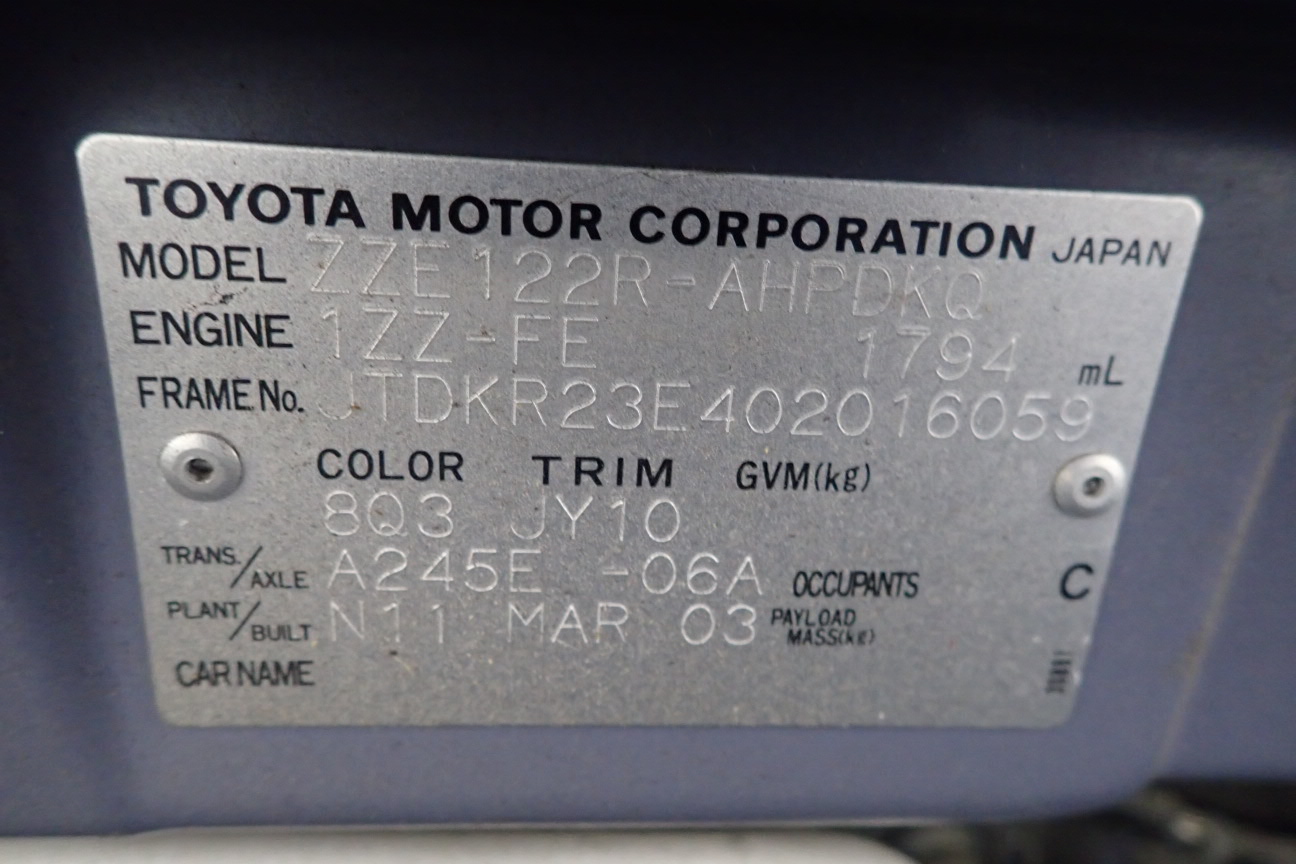 TOYOTA MOTOR CORPORATION JAPAN
MODEL ZZE122R-AHPDKQ
ENGINE 1ZZ-FE 1794 mL
FRAME No. JTDKR23E402016059
COLOR TRIM GVM(kg)
8Q3 JY10
TRANS./AXLE A245E -06A OCCUPANTS C
PLANT/BUILT N11 MAR 03 PAYLOAD MASS(kg)
CAR NAME